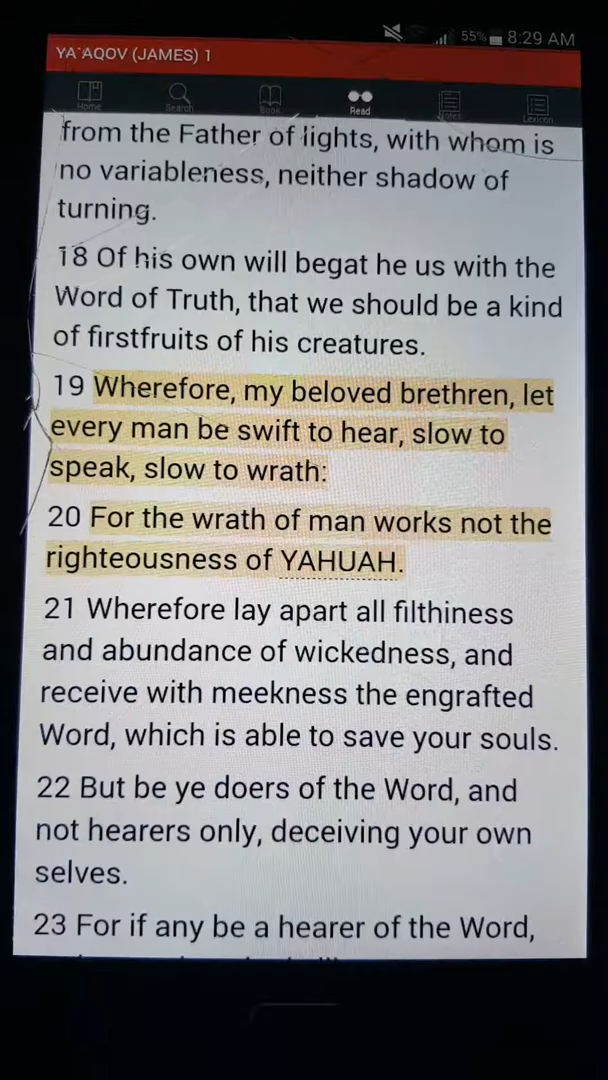 55% 8:29 AM
YA`AQOV (JAMES) 1
Home Search Book Read Notes Lexicon
from the Father of lights, with whom is
no variableness, neither shadow of
turning.
18 Of his own will begat he us with the
Word of Truth, that we should be a kind
of firstfruits of his creatures.
19 Wherefore, my beloved brethren, let
every man be swift to hear, slow to
speak, slow to wrath:
20 For the wrath of man works not the
righteousness of YAHUAH.
21 Wherefore lay apart all filthiness
and abundance of wickedness, and
receive with meekness the engrafted
Word, which is able to save your souls.
22 But be ye doers of the Word, and
not hearers only, deceiving your own
selves.
23 For if any be a hearer of the Word,